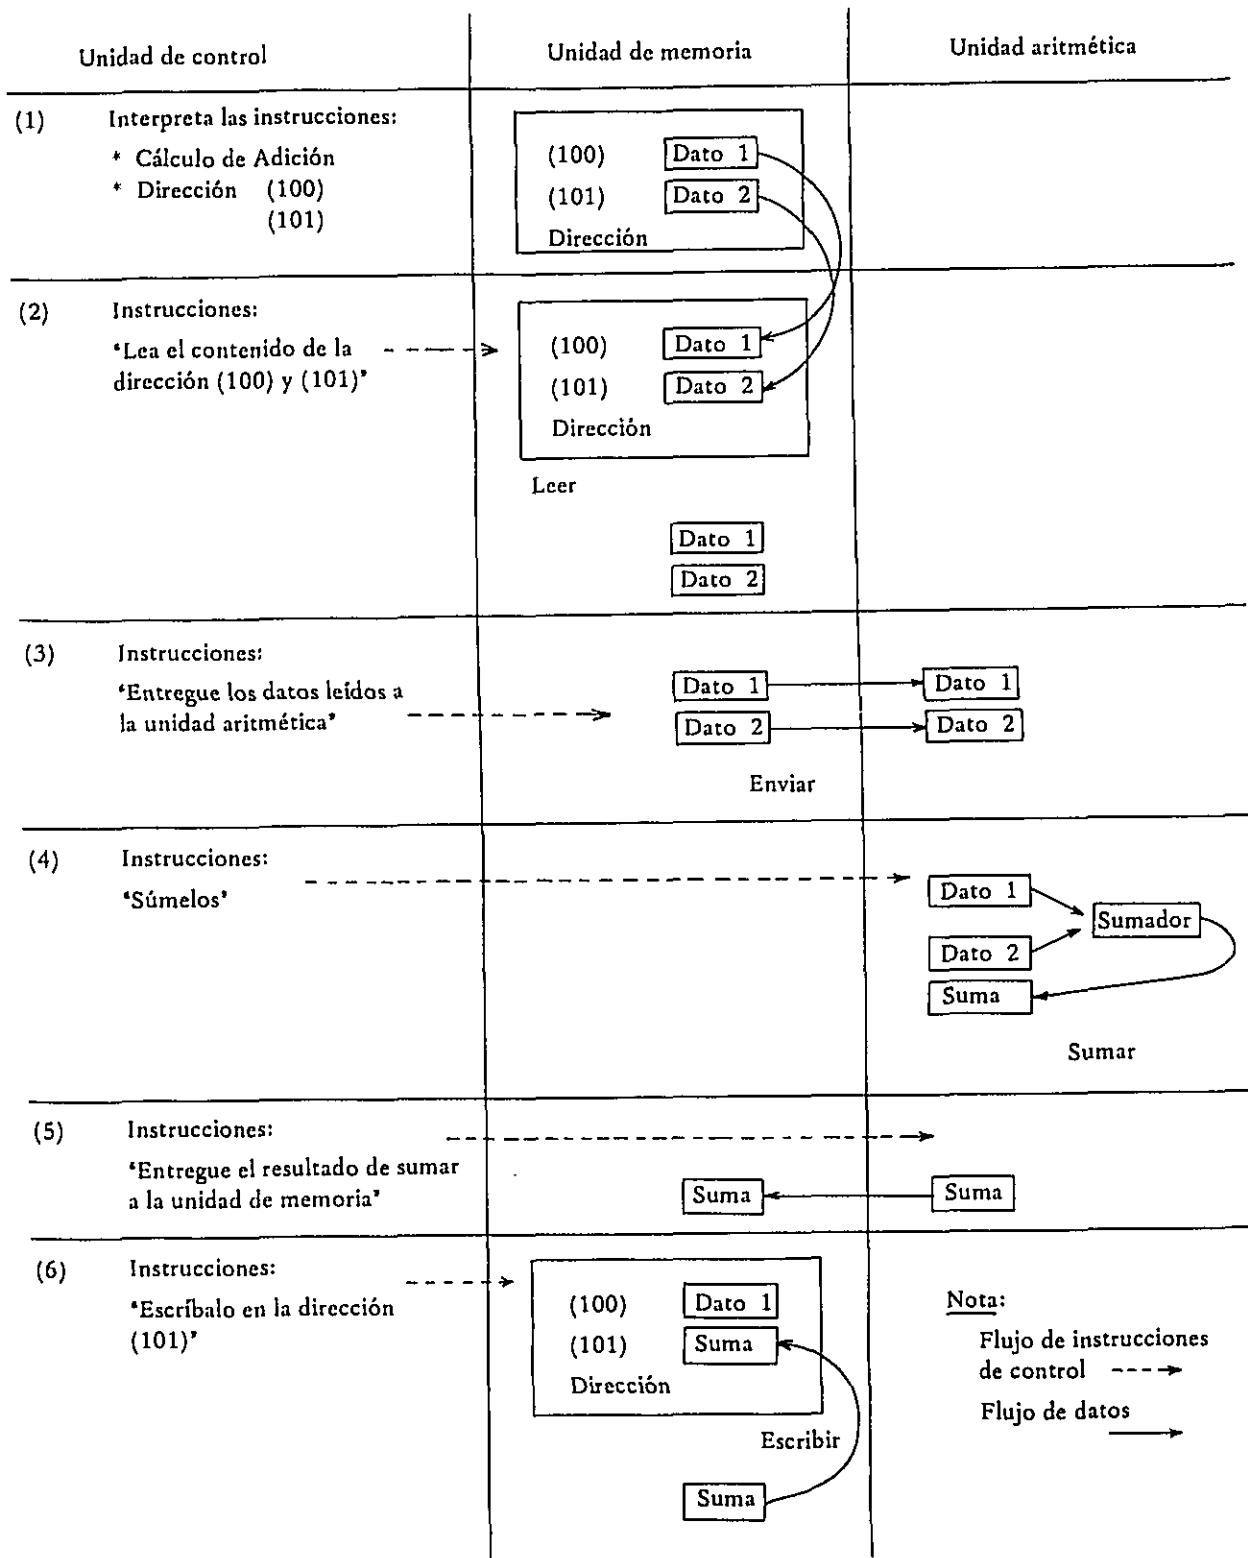 Unidad de control
Unidad de memoria
Unidad aritmética
(1) Interpreta las instrucciones:
* Cálculo de Adición
* Dirección (100)
(101)
(100) Dato 1
(101) Dato 2
Dirección
(2) Instrucciones:
‘Lea el contenido de la
dirección (100) y (101)’
(100) Dato 1
(101) Dato 2
Dirección
Leer
Dato 1
Dato 2
(3) Instrucciones:
‘Entregue los datos leídos a
la unidad aritmética’
Dato 1
Dato 2
Dato 1
Dato 2
Enviar
(4) Instrucciones:
‘Súmelos’
Dato 1
Dato 2
Suma
Sumador
Sumar
(5) Instrucciones:
‘Entregue el resultado de sumar
a la unidad de memoria’
Suma
Suma
(6) Instrucciones:
‘Escríbalo en la dirección
(101)’
(100) Dato 1
(101) Suma
Dirección
Escribir
Suma
Nota:
Flujo de instrucciones
de control
Flujo de datos